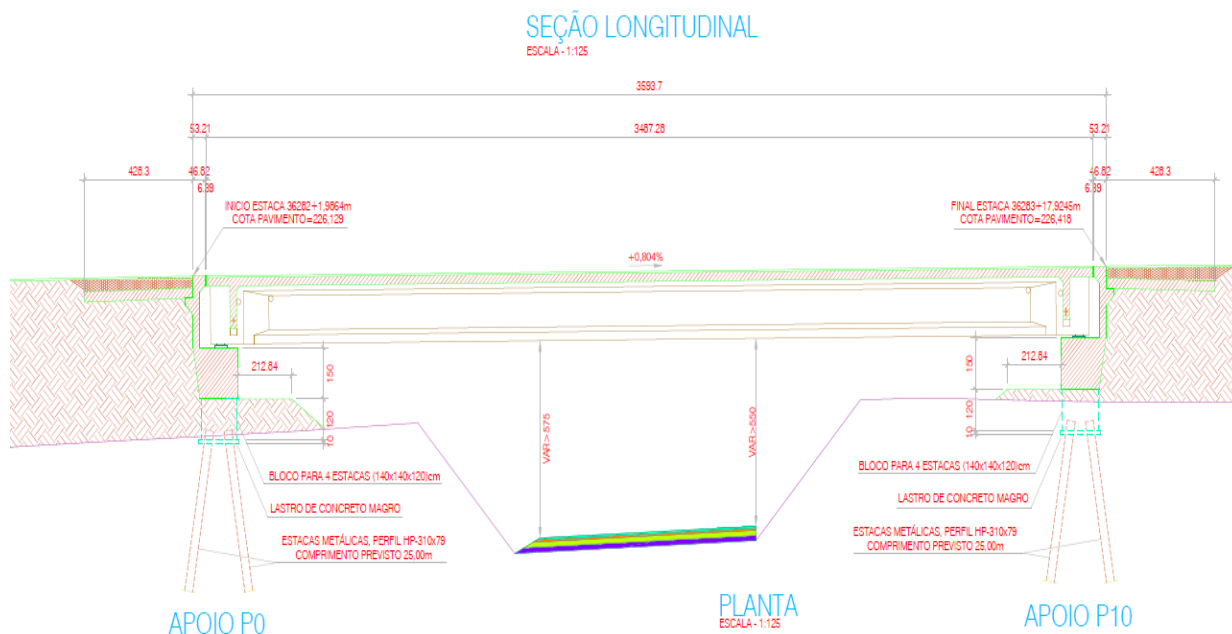 SEÇÃO LONGITUDINAL
ESCALA - 1:125
3593.7
53.21
3487.28
53.21
428.3
46.82
6.39
46.82
6.39
428.3
INICIO ESTACA 36282+1,9864m
COTA PAVIMENTO=226,129
FINAL ESTACA 36283+17,9245m
COTA PAVIMENTO=226,418
+0,804%
212.84
150
120
10
VAR>575
VAR>550
212.84
150
120
10
BLOCO PARA 4 ESTACAS (140x140x120)cm
LASTRO DE CONCRETO MAGRO
ESTACAS METÁLICAS, PERFIL HP-310x79
COMPRIMENTO PREVISTO 25,00m
BLOCO PARA 4 ESTACAS (140x140x120)cm
LASTRO DE CONCRETO MAGRO
ESTACAS METÁLICAS, PERFIL HP-310x79
COMPRIMENTO PREVISTO 25,00m
APOIO P0
PLANTA
ESCALA - 1:125
APOIO P10